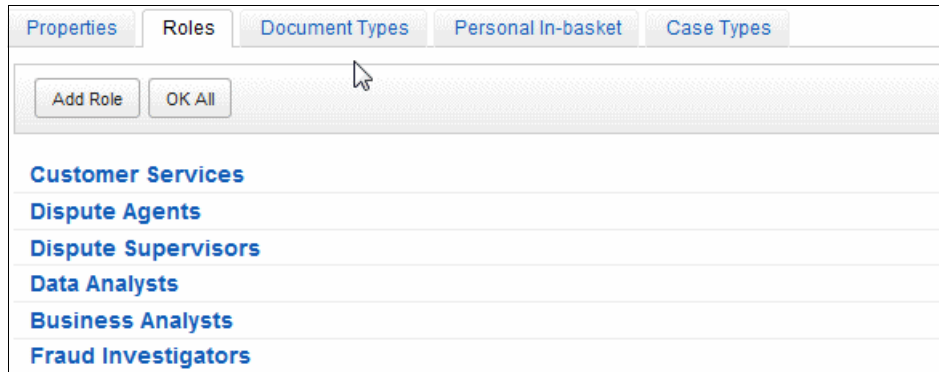 Properties Roles Document Types Personal In-basket Case Types
Add Role OK All
Customer Services
Dispute Agents
Dispute Supervisors
Data Analysts
Business Analysts
Fraud Investigators